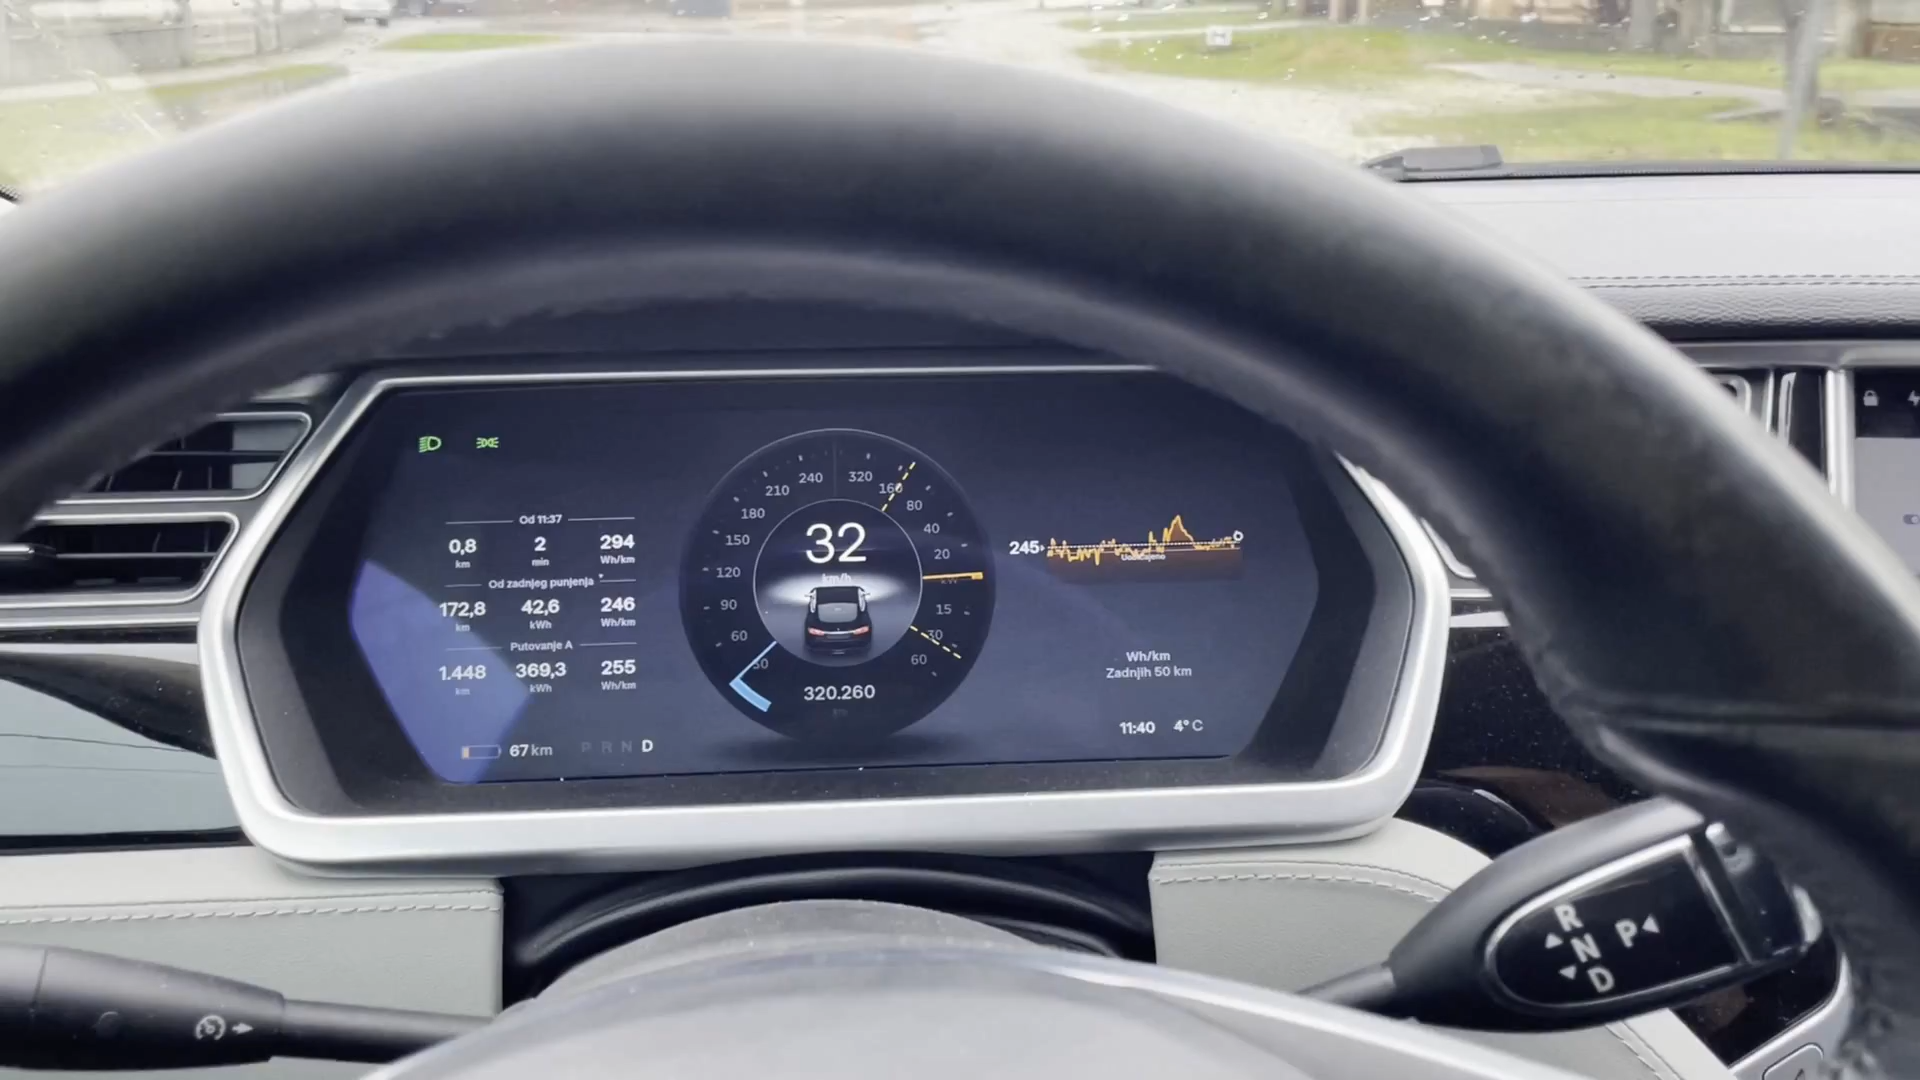 Od 11:37
0,8 2 294
km min Wh/km
Od zadnjeg punjenja
172,8 42,6 246
km kWh Wh/km
Putovanje A
1.448 369,3 255
km kWh Wh/km
67 km P R N D
240 320
210 160
180 80
150 40
120 20
90 15
60 30
30 60
32
km/h
kW
320.260
km
245
Uobičajeno
Wh/km
Zadnjih 50 km
11:40 4° C
R
N P
D